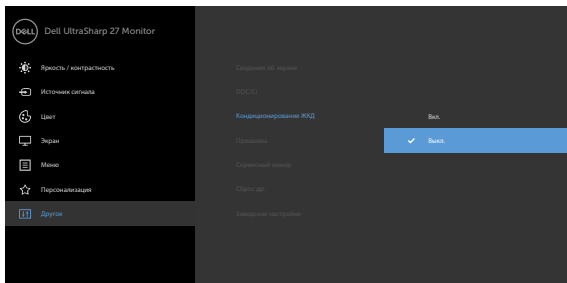 DELL
Dell UltraSharp 27 Monitor
Яркость / контрастность
Источник сигнала
Цвет
Экран
Меню
Персонализация
Другое
Сведения об экране
DDC/CI
Кондиционирование ЖКД
Прошивка
Сервисный номер
Сброс др.
Заводские настройки
Вкл.
Выкл.